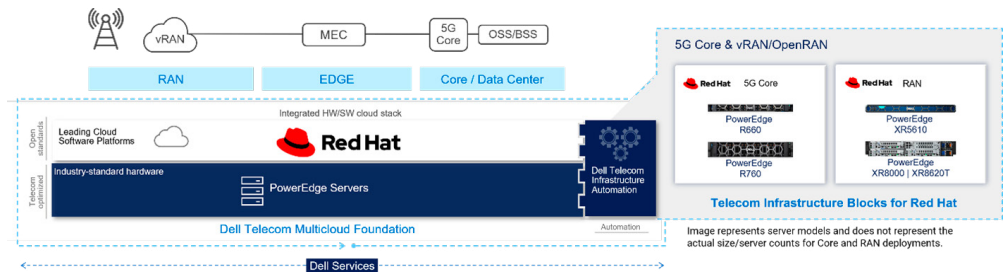 vRAN
MEC
5G
Core
OSS/BSS
RAN
EDGE
Core / Data Center
Integrated HW/SW cloud stack
Open
standards
Leading Cloud
Software Platforms
Red Hat
Telecom
optimized
Industry-standard hardware
PowerEdge Servers
Dell Telecom
Infrastructure
Automation
Dell Telecom Multicloud Foundation
Automation
Dell Services
5G Core & vRAN/OpenRAN
Red Hat 5G Core
PowerEdge
R660
PowerEdge
R760
Red Hat RAN
PowerEdge
XR5610
PowerEdge
XR8000 | XR8620T
Telecom Infrastructure Blocks for Red Hat
Image represents server models and does not represent the
actual size/server counts for Core and RAN deployments.